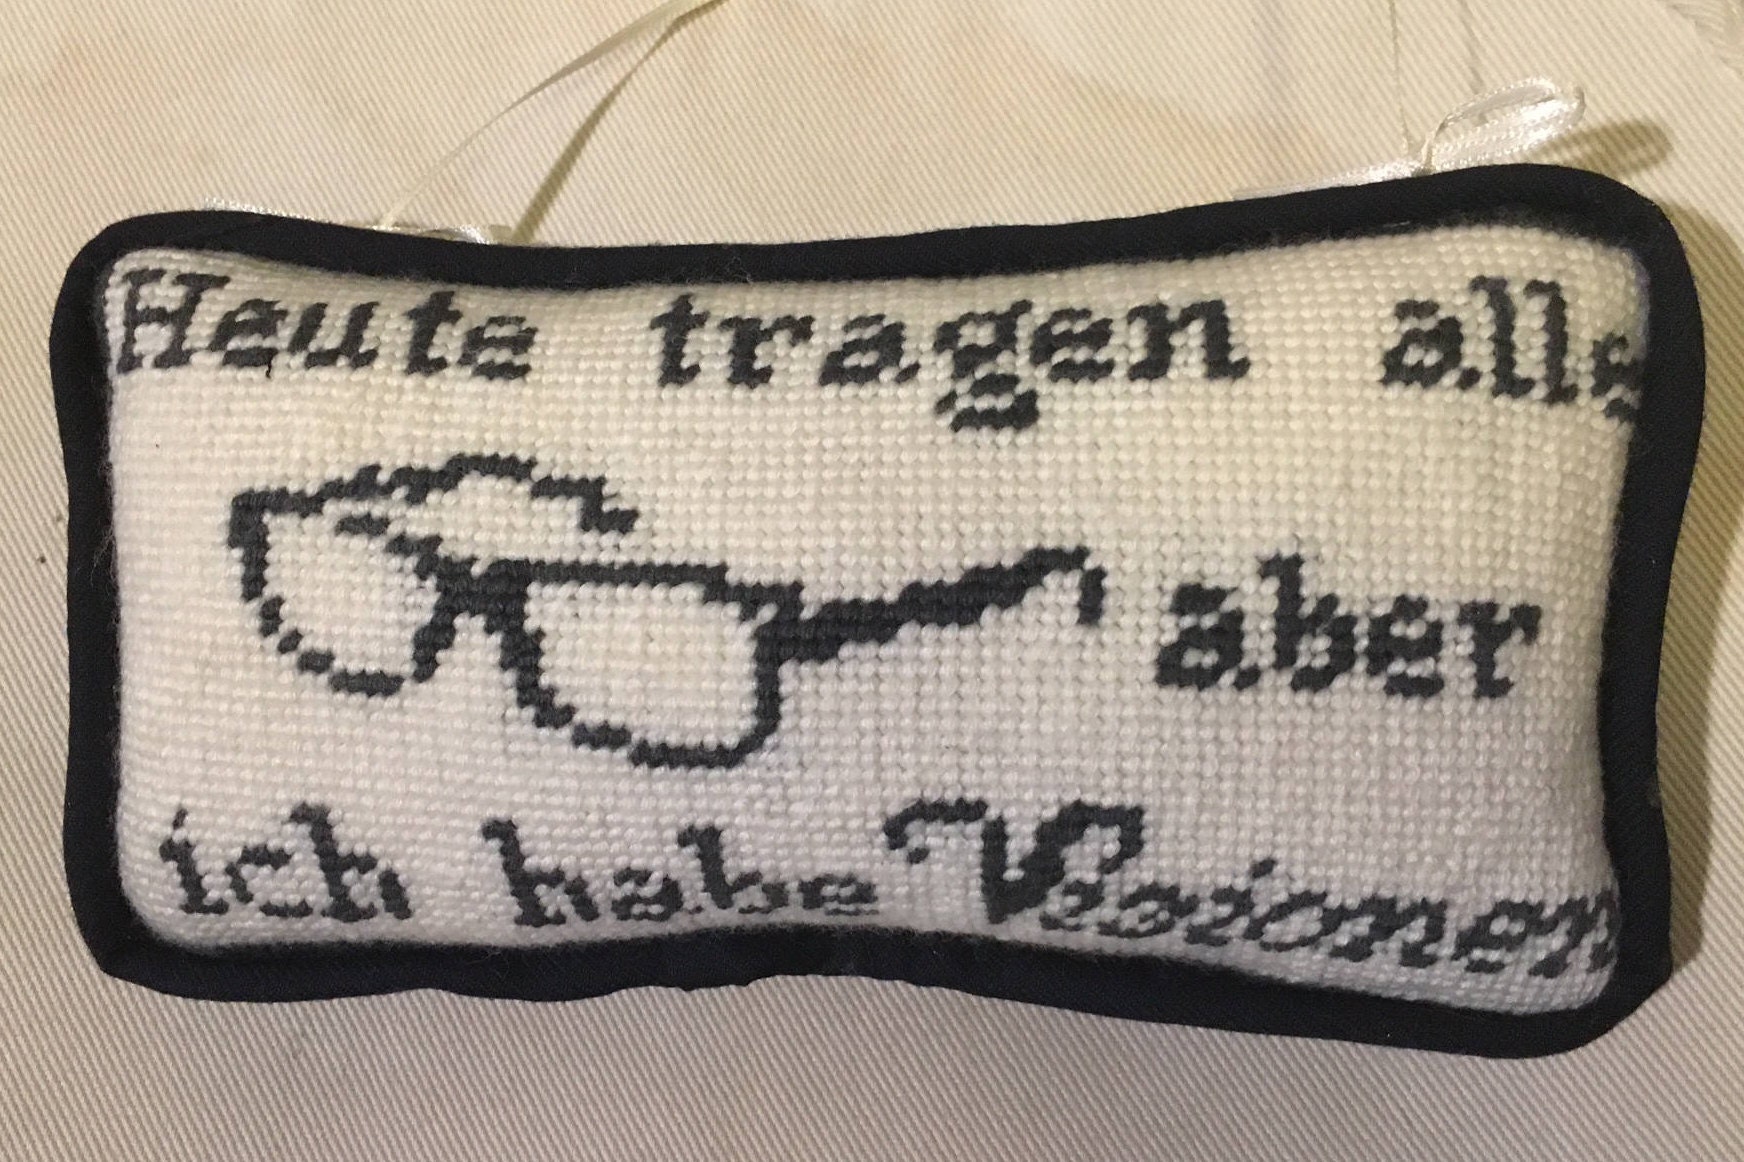 Heute tragen alle
aber
ich habe Visionen